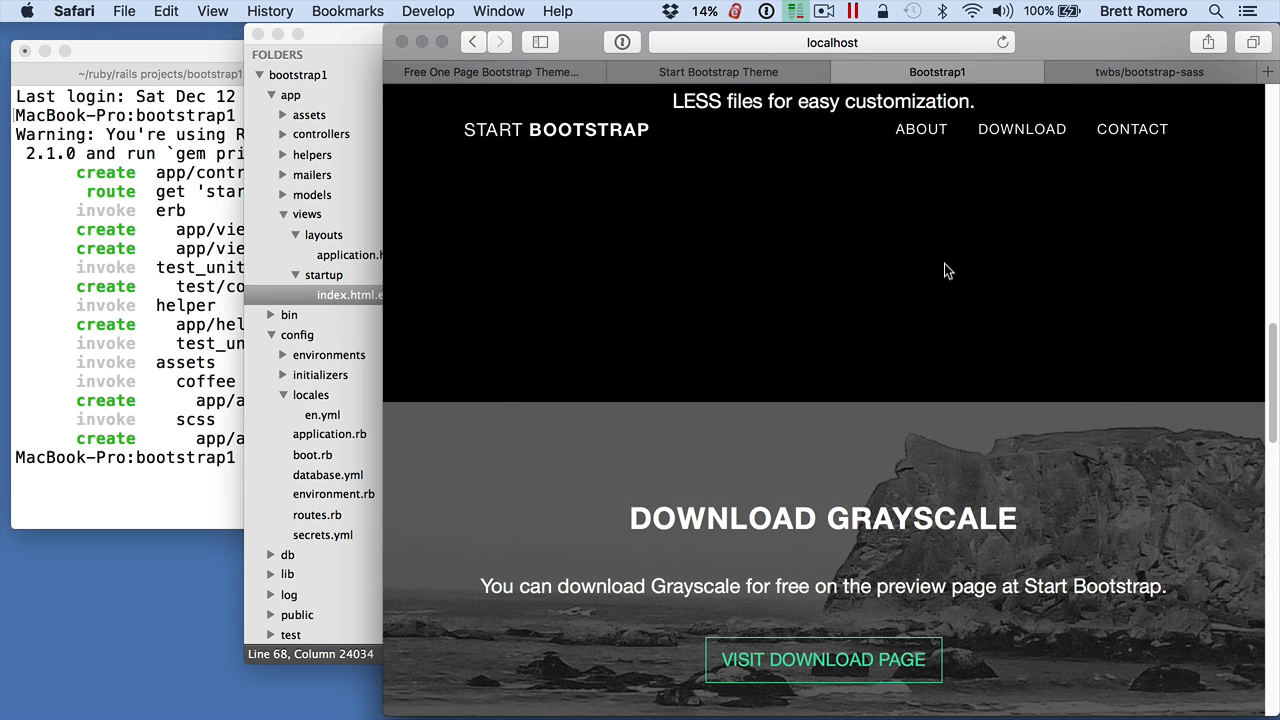 Safari File Edit View History Bookmarks Develop Window Help 14% 100% Brett Romero
~/ruby/rails projects/bootstrap1
Last login: Sat Dec 12
MacBook-Pro:bootstrap1
Warning: You're using R
2.1.0 and run `gem pri
create app/contr
route get 'star
invoke erb
create app/vie
create app/vie
invoke test_unit
create test/co
invoke helper
create app/hel
invoke test_un
invoke assets
invoke coffee
create app/a
invoke scss
create app/a
MacBook-Pro:bootstrap1
FOLDERS
bootstrap1
app
assets
controllers
helpers
mailers
models
views
layouts
application.h
startup
index.html.e
bin
config
environments
initializers
locales
en.yml
application.rb
boot.rb
database.yml
environment.rb
routes.rb
secrets.yml
db
lib
log
public
test
Line 68, Column 24034
localhost
Free One Page Bootstrap Theme... Start Bootstrap Theme Bootstrap1 twbs/bootstrap-sass
LESS files for easy customization.
START BOOTSTRAP ABOUT DOWNLOAD CONTACT
DOWNLOAD GRAYSCALE
You can download Grayscale for free on the preview page at Start Bootstrap.
VISIT DOWNLOAD PAGE